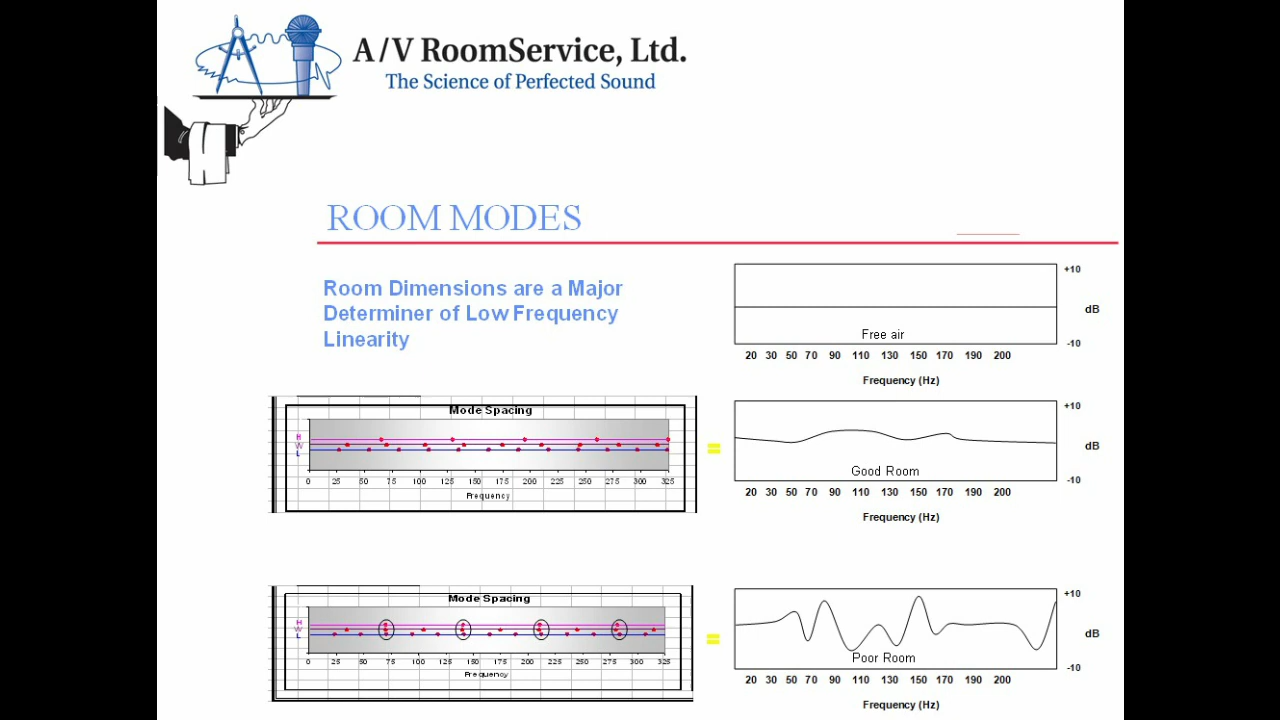 A/V RoomService, Ltd.
The Science of Perfected Sound
ROOM MODES
Room Dimensions are a Major
Determiner of Low Frequency
Linearity
+10
dB
Free air
-10
20 30 50 70 90 110 130 150 170 190 200
Frequency (Hz)
Mode Spacing
H
W
L
0 25 50 75 100 125 150 175 200 225 250 275 300 325
Frequency
=
+10
dB
Good Room
-10
20 30 50 70 90 110 130 150 170 190 200
Frequency (Hz)
Mode Spacing
H
W
L
0 25 50 75 100 125 150 175 200 225 250 275 300 325
Frequency
=
+10
dB
Poor Room
-10
20 30 50 70 90 110 130 150 170 190 200
Frequency (Hz)